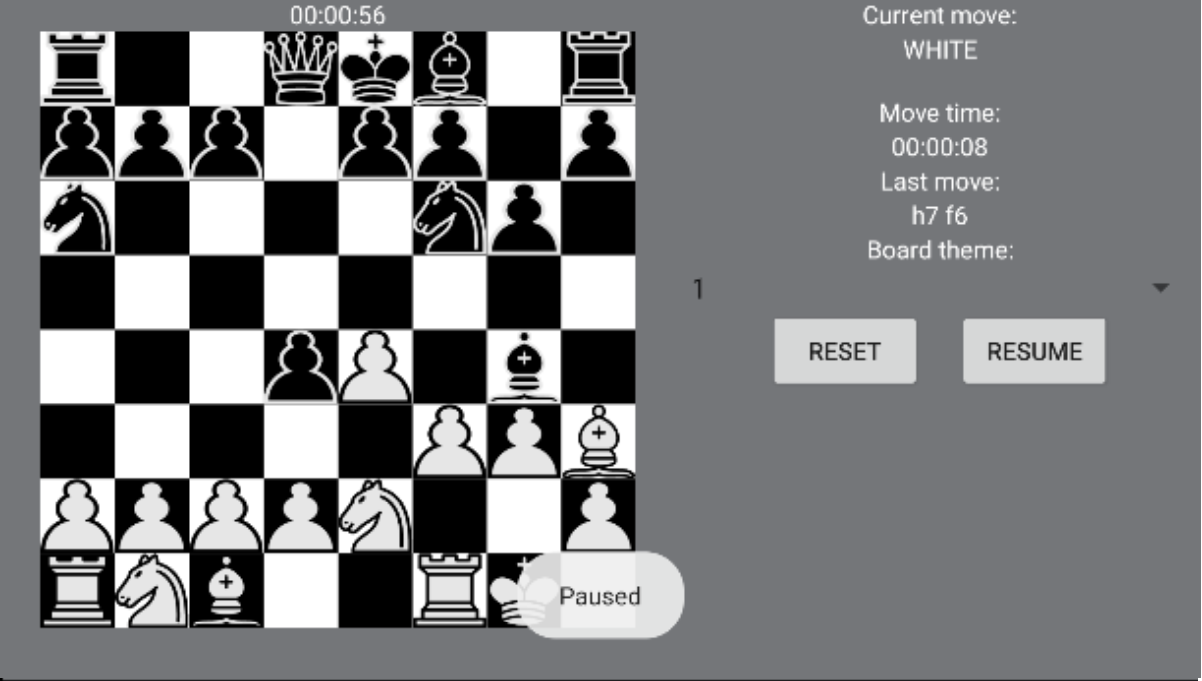 00:00:56
Current move:
WHITE
Move time:
00:00:08
Last move:
h7 f6
Board theme:
1
RESET
RESUME
Paused